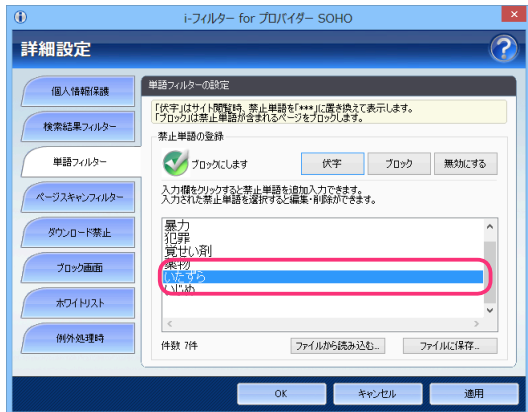 i-フィルター for プロバイダー SOHO
詳細設定
個人情報保護
検索結果フィルター
単語フィルター
ページスキャンフィルター
ダウンロード禁止
ブロック画面
ホワイトリスト
例外処理時
単語フィルターの設定
「伏字」はサイト閲覧時、禁止単語を「***」に置き換えて表示します。
「ブロック」は禁止単語が含まれるページをブロックします。
禁止単語の登録
ブロックにします
伏字
ブロック
無効にする
入力欄をクリックすると禁止単語を追加入力できます。
入力された禁止単語を選択すると編集・削除ができます。
暴力
犯罪
覚せい剤
薬物
いたずら
いじめ
件数 7件
ファイルから読み込む...
ファイルに保存...
OK
キャンセル
適用